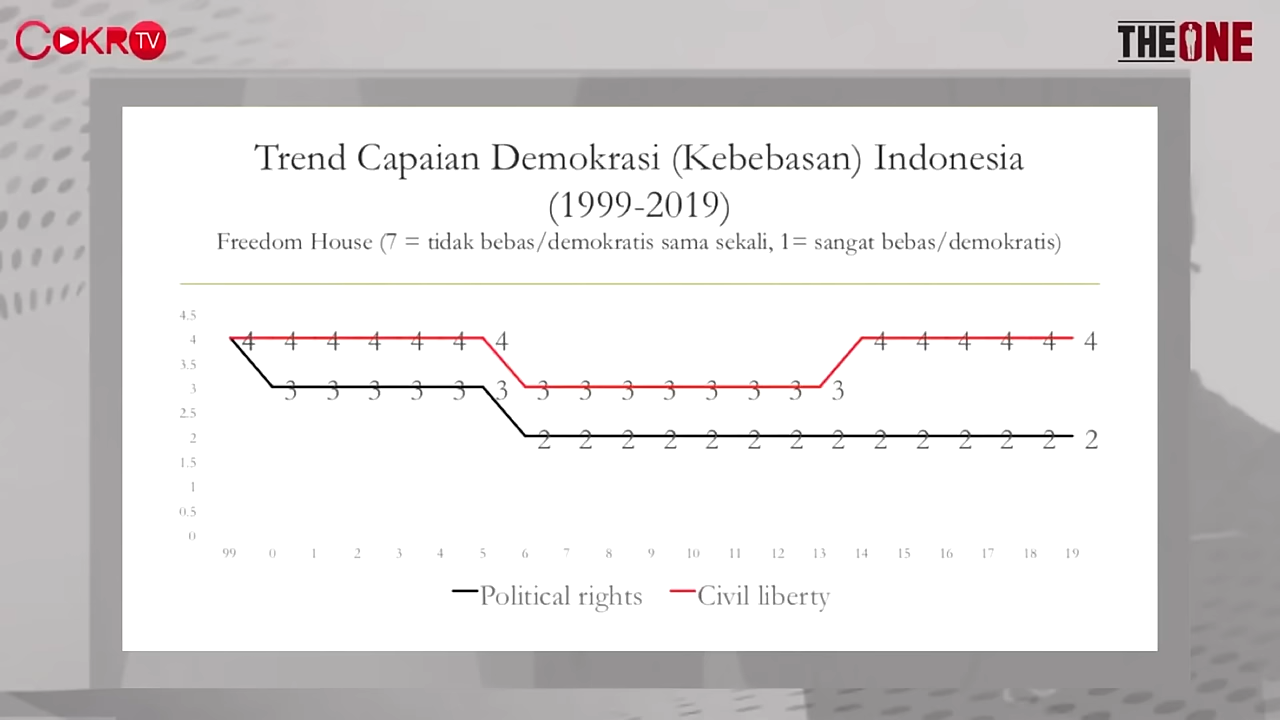 COKRO TV
THE ONE
Trend Capaian Demokrasi (Kebebasan) Indonesia
(1999-2019)
Freedom House (7 = tidak bebas/demokratis sama sekali, 1= sangat bebas/demokratis)
4.5
4
3.5
3
2.5
2
1.5
1
0.5
0
4 4 4 4 4 4 4 4 4 4 4 4 4
3 3 3 3 3 3 3 3 3 3 3 3 3 3
2 2 2 2 2 2 2 2 2 2 2 2 2 2
99 0 1 2 3 4 5 6 7 8 9 10 11 12 13 14 15 16 17 18 19
Political rights Civil liberty